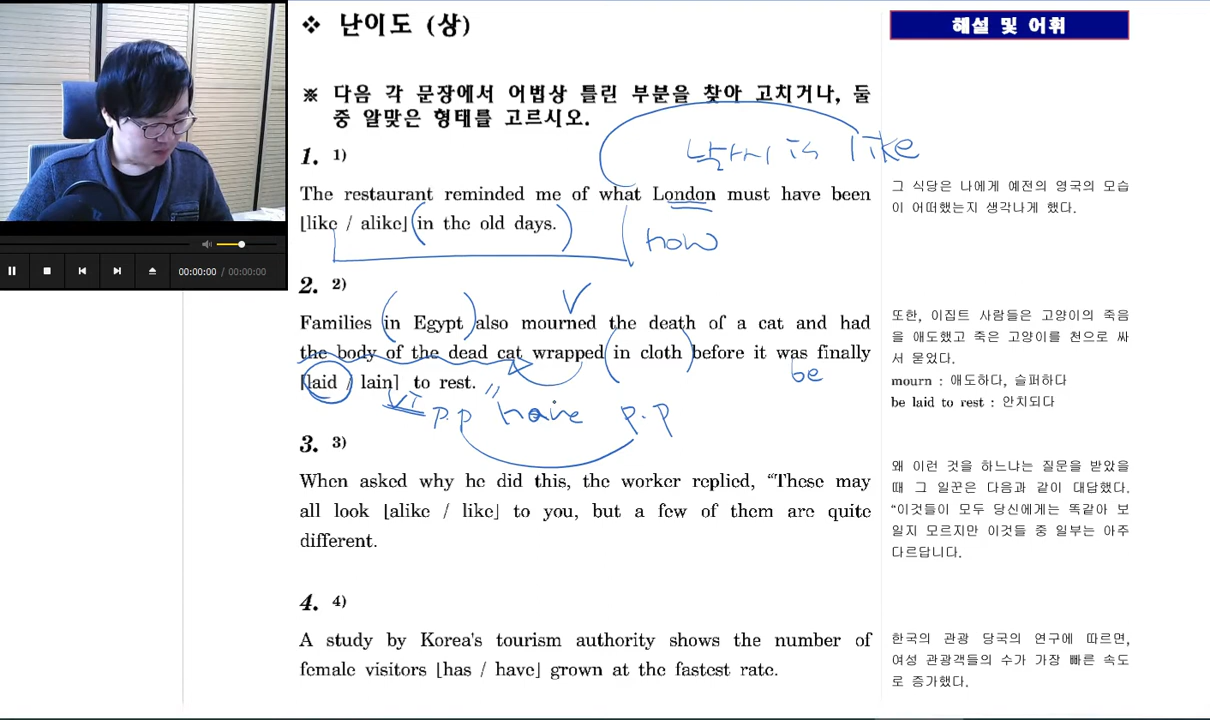 ❖ 난이도 (상)
해설 및 어휘
※ 다음 각 문장에서 어법상 틀린 부분을 찾아 고치거나, 둘
중 알맞은 형태를 고르시오.
1. 1)
날씨 is like
The restaurant reminded me of what London must have been
[like / alike] in the old days.
how
그 식당은 나에게 예전의 영국의 모습
이 어떠했는지 생각나게 했다.
00:00:00 / 00:00:00
2. 2)
Families in Egypt also mourned the death of a cat and had
the body of the dead cat wrapped in cloth before it was finally
be
[laid / lain] to rest.
VT p.p have p.p
또한, 이집트 사람들은 고양이의 죽음
을 애도했고 죽은 고양이를 천으로 싸
서 묻었다.
mourn : 애도하다, 슬퍼하다
be laid to rest : 안치되다
3. 3)
When asked why he did this, the worker replied, “These may
all look [alike / like] to you, but a few of them are quite
different.
왜 이런 것을 하느냐는 질문을 받았을
때 그 일꾼은 다음과 같이 대답했다.
“이것들이 모두 당신에게는 똑같아 보
일지 모르지만 이것들 중 일부는 아주
다르답니다.
4. 4)
A study by Korea's tourism authority shows the number of
female visitors [has / have] grown at the fastest rate.
한국의 관광 당국의 연구에 따르면,
여성 관광객들의 수가 가장 빠른 속도
로 증가했다.